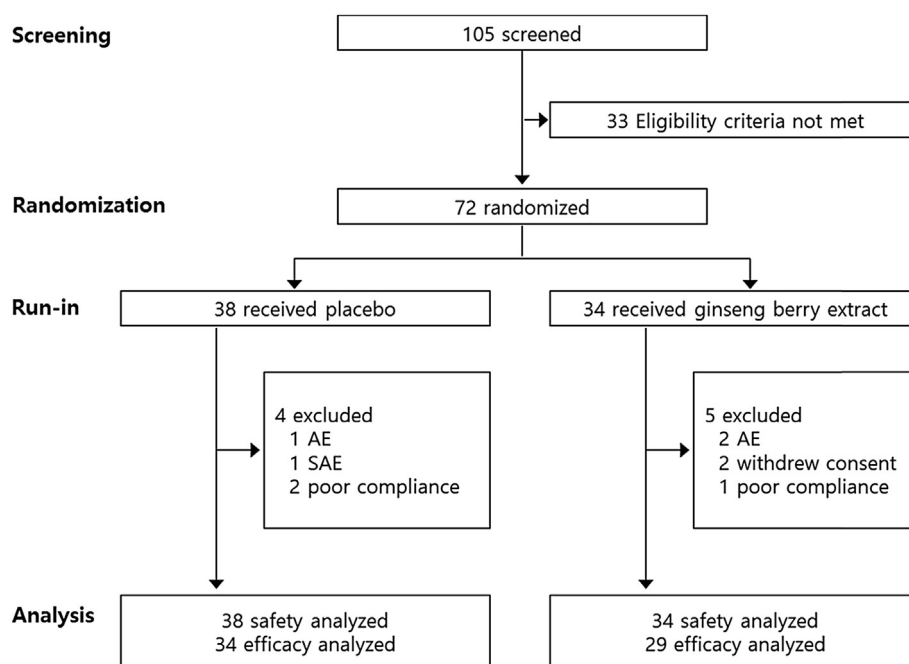 Screening
105 screened
33 Eligibility criteria not met
Randomization
72 randomized
Run-in
38 received placebo
34 received ginseng berry extract
4 excluded
1 AE
1 SAE
2 poor compliance
5 excluded
2 AE
2 withdrew consent
1 poor compliance
Analysis
38 safety analyzed
34 efficacy analyzed
34 safety analyzed
29 efficacy analyzed